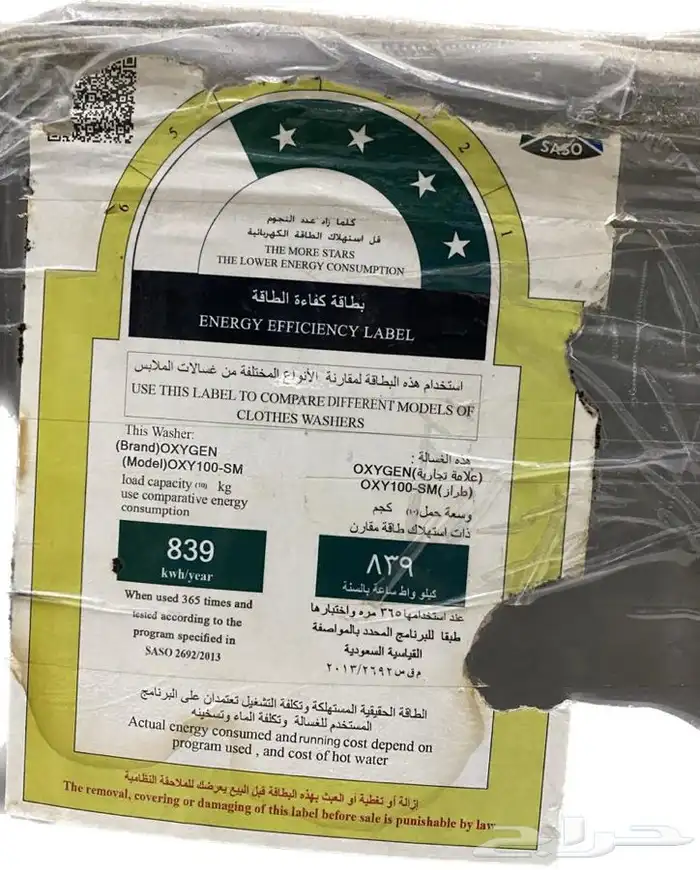 SASO
6
5
2
1
كلما زاد عدد النجوم
قل استهلاك الطاقة الكهربائية
THE MORE STARS
THE LOWER ENERGY CONSUMPTION
بطاقة كفاءة الطاقة
ENERGY EFFICIENCY LABEL
استخدام هذه البطاقة لمقارنة الأنواع المختلفة من غسالات الملابس
USE THIS LABEL TO COMPARE DIFFERENT MODELS OF
CLOTHES WASHERS
This Washer:
(Brand)OXYGEN
(Model)OXY100-SM
load capacity (10) kg
use comparative energy
consumption
839
kwh/year
When used 365 times and
tested according to the
program specified in
SASO 2692/2013
هذه الغسالة :
(علامة تجارية)OXYGEN
(طراز)OXY100-SM
وسعة حمل(١٠) كجم
ذات استهلاك طاقة مقارن
٨٣٩
كيلو واط ساعة بالسنة
عند استخدامها ٣٦٥ مره واختبارها
طبقا للبرنامج المحدد بالمواصفة
القياسية السعودية
م ق س ٢٠١٣/٢٦٩٢
الطاقة الحقيقية المستهلكة وتكلفة التشغيل تعتمدان على البرنامج
المستخدم للغسالة وتكلفة الماء وتسخينه
Actual energy consumed and running cost depend on
program used , and cost of hot water
إزالة أو تغطية أو العبث بهذه البطاقة قبل البيع يعرضك للملاحقة النظامية
The removal, covering or damaging of this label before sale is punishable by law
حراج